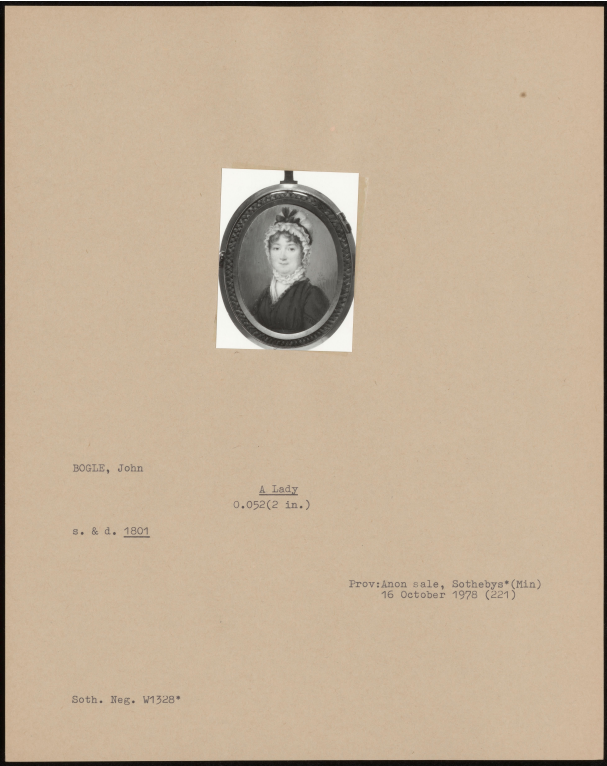 BOGLE, John
A Lady
0.052(2 in.)
s. & d. 1801
Prov:Anon sale, Sothebys*(Min)
16 October 1978 (221)
Soth. Neg. W1328*